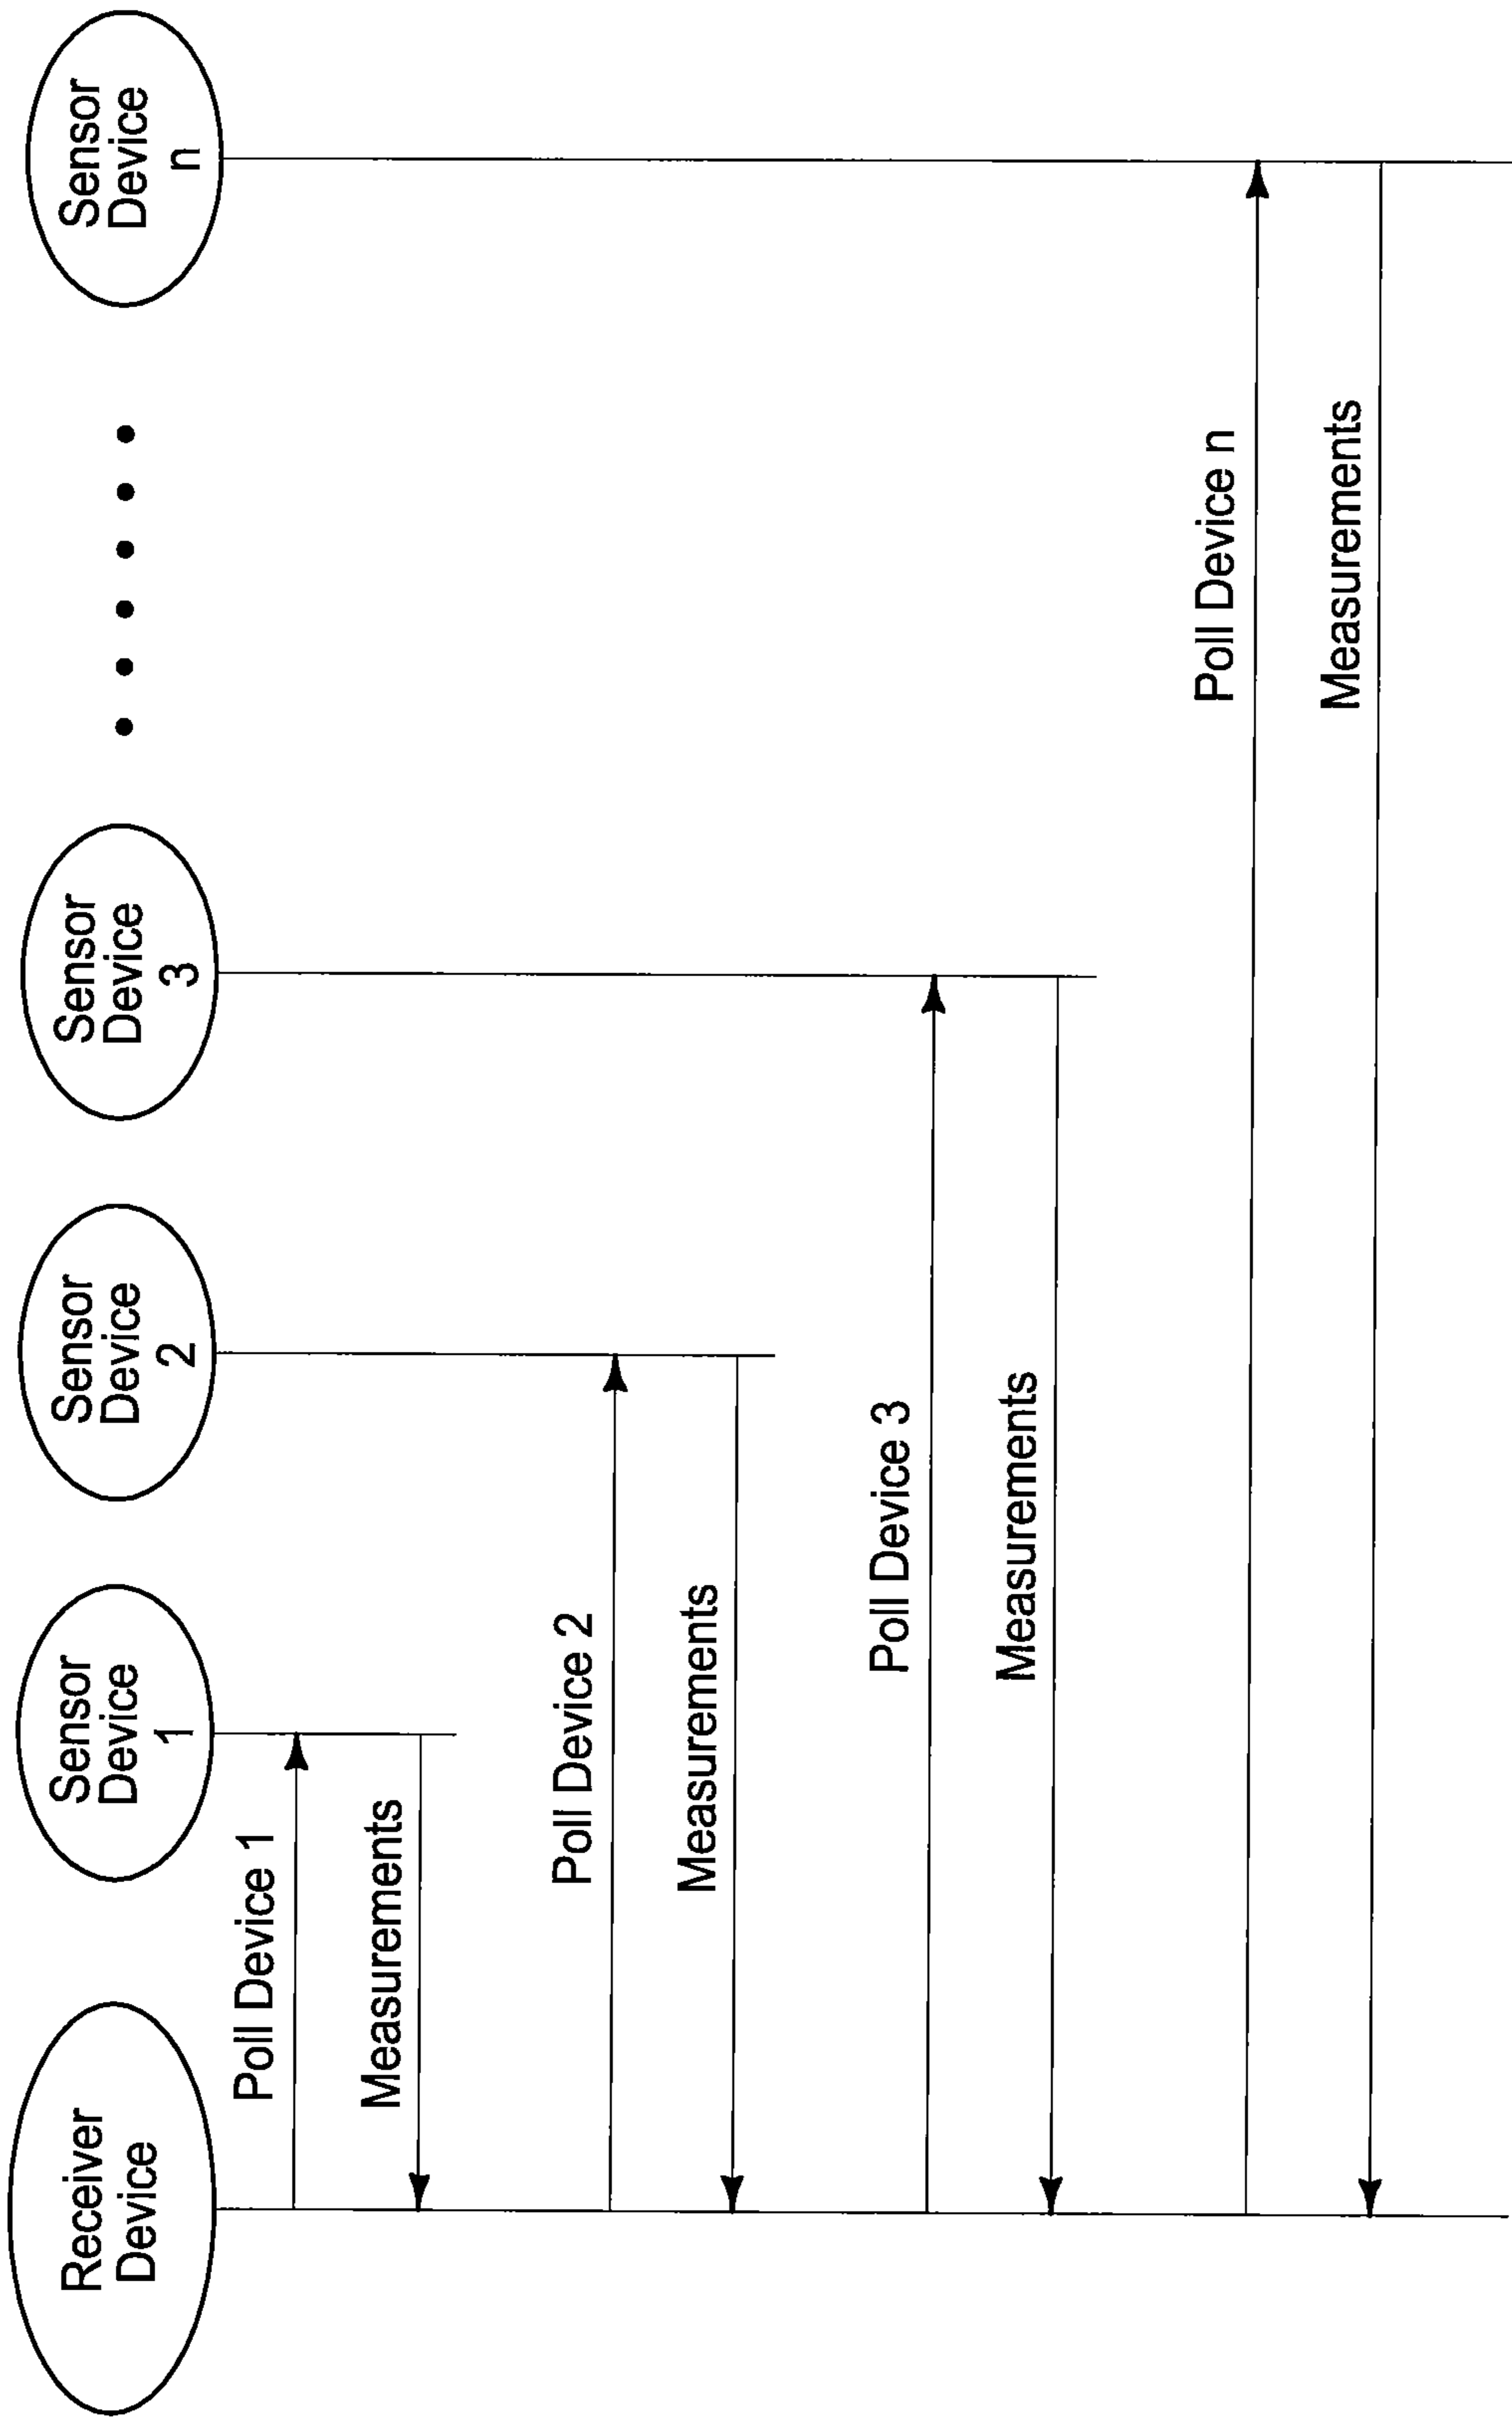 Receiver
Device
Sensor
Device
1
Sensor
Device
2
Sensor
Device
3
Sensor
Device
n
Poll Device 1
Measurements
Poll Device 2
Measurements
Poll Device 3
Measurements
Poll Device n
Measurements